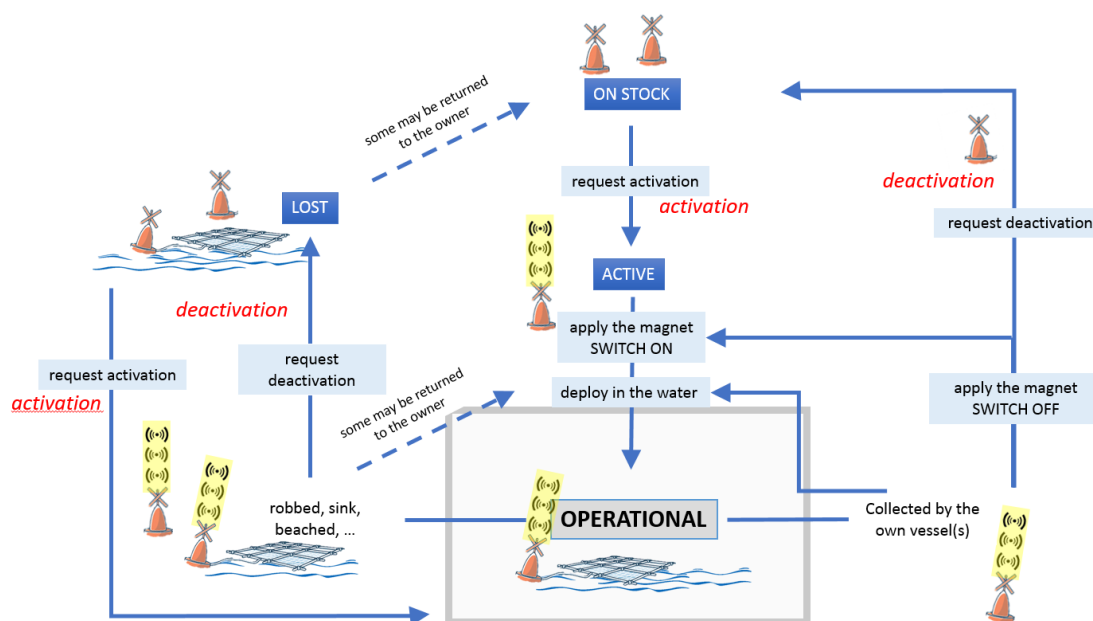 some may be returned
to the owner
ON STOCK
request activation
activation
deactivation
request deactivation
LOST
ACTIVE
deactivation
apply the magnet
SWITCH ON
request
deactivation
request activation
activation
some may be returned
to the owner
deploy in the water
apply the magnet
SWITCH OFF
robbed, sink,
beached, ...
OPERATIONAL
Collected by the
own vessel(s)